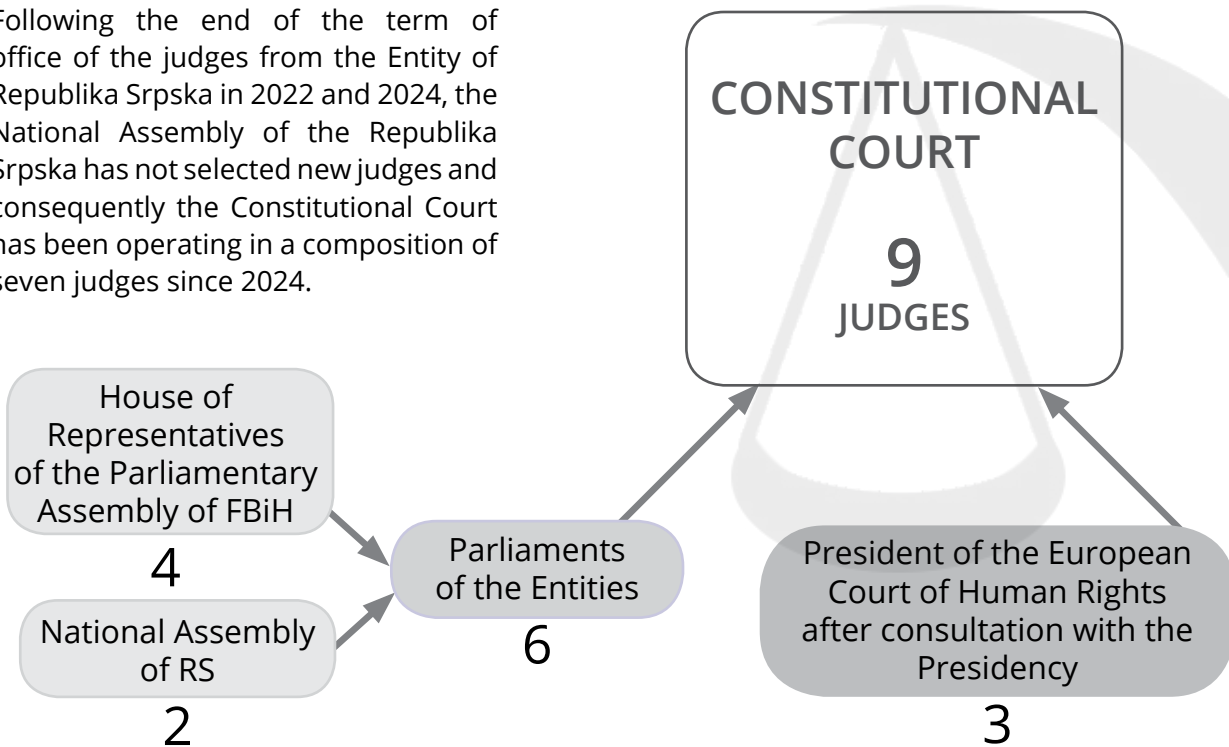 Following the end of the term of
office of the judges from the Entity of
Republika Srpska in 2022 and 2024, the
National Assembly of the Republika
Srpska has not selected new judges and
consequently the Constitutional Court
has been operating in a composition of
seven judges since 2024.
CONSTITUTIONAL
COURT
9
JUDGES
House of
Representatives
of the Parliamentary
Assembly of FBiH
4
National Assembly
of RS
2
Parliaments
of the Entities
6
President of the European
Court of Human Rights
after consultation with the
Presidency
3